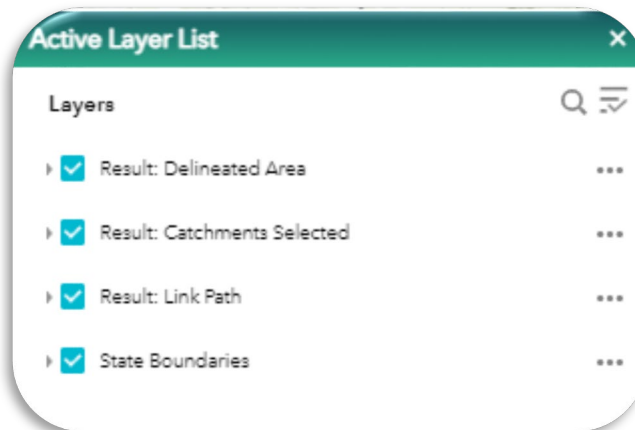 Active Layer List
Layers
Result: Delineated Area
Result: Catchments Selected
Result: Link Path
State Boundaries